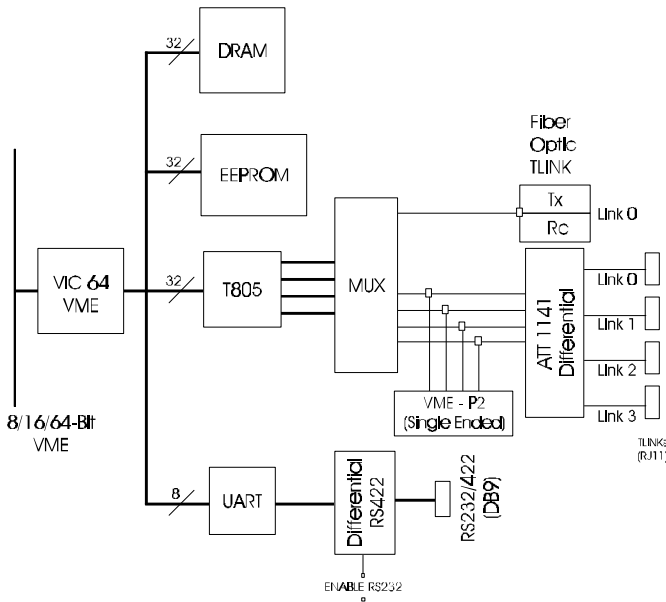 32
DRAM
32
EEPROM
Fiber
Optic
TLINK
Tx
Rc
Link 0
VIC 64
VME
32
T805
MUX
ATT 1141
Differential
Link 0
Link 1
Link 2
Link 3
VME - P2
(Single Ended)
8/16/64-Bit
VME
TLINKs
(RJ11)
8
UART
Differential
RS422
RS232/422
(DB9)
ENABLE RS232